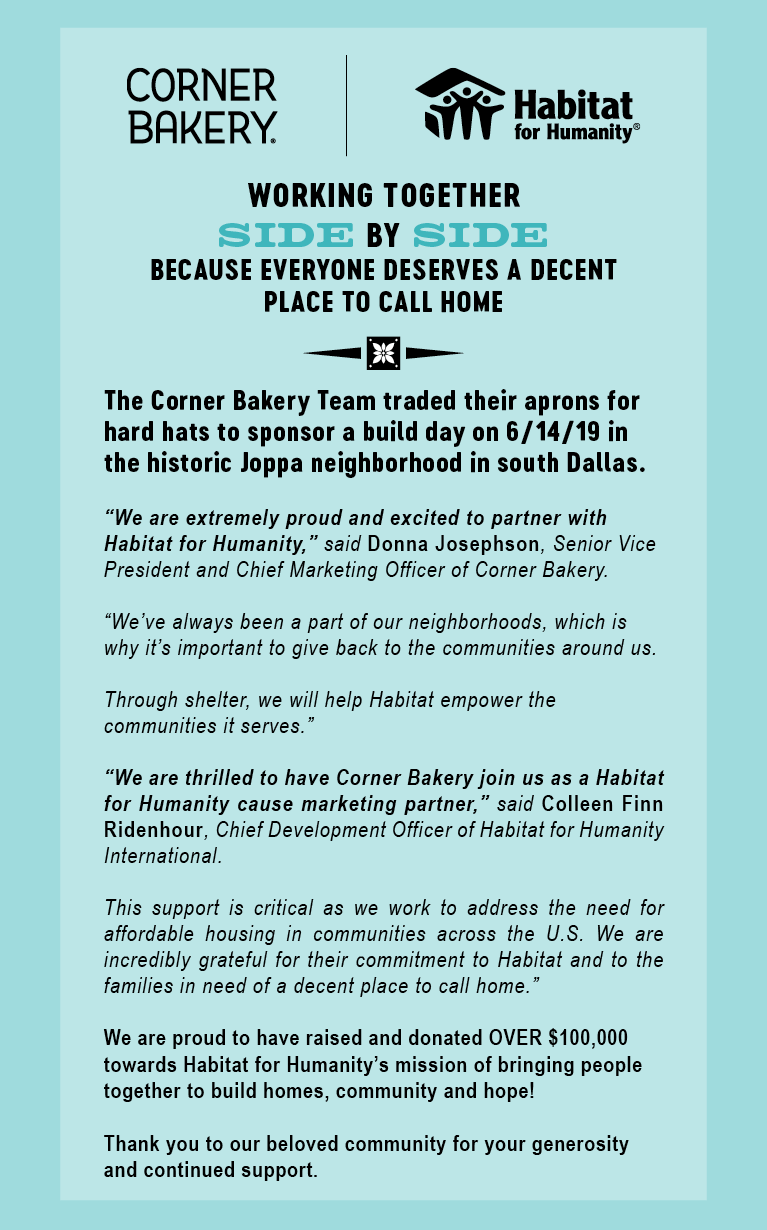 CORNER
BAKERY®
Habitat
for Humanity®
WORKING TOGETHER
SIDE BY SIDE
BECAUSE EVERYONE DESERVES A DECENT
PLACE TO CALL HOME
The Corner Bakery Team traded their aprons for
hard hats to sponsor a build day on 6/14/19 in
the historic Joppa neighborhood in south Dallas.
“We are extremely proud and excited to partner with
Habitat for Humanity,” said Donna Josephson, Senior Vice
President and Chief Marketing Officer of Corner Bakery.
“We’ve always been a part of our neighborhoods, which is
why it’s important to give back to the communities around us.
Through shelter, we will help Habitat empower the
communities it serves.”
“We are thrilled to have Corner Bakery join us as a Habitat
for Humanity cause marketing partner,” said Colleen Finn
Ridenhour, Chief Development Officer of Habitat for Humanity
International.
This support is critical as we work to address the need for
affordable housing in communities across the U.S. We are
incredibly grateful for their commitment to Habitat and to the
families in need of a decent place to call home.”
We are proud to have raised and donated OVER $100,000
towards Habitat for Humanity’s mission of bringing people
together to build homes, community and hope!
Thank you to our beloved community for your generosity
and continued support.